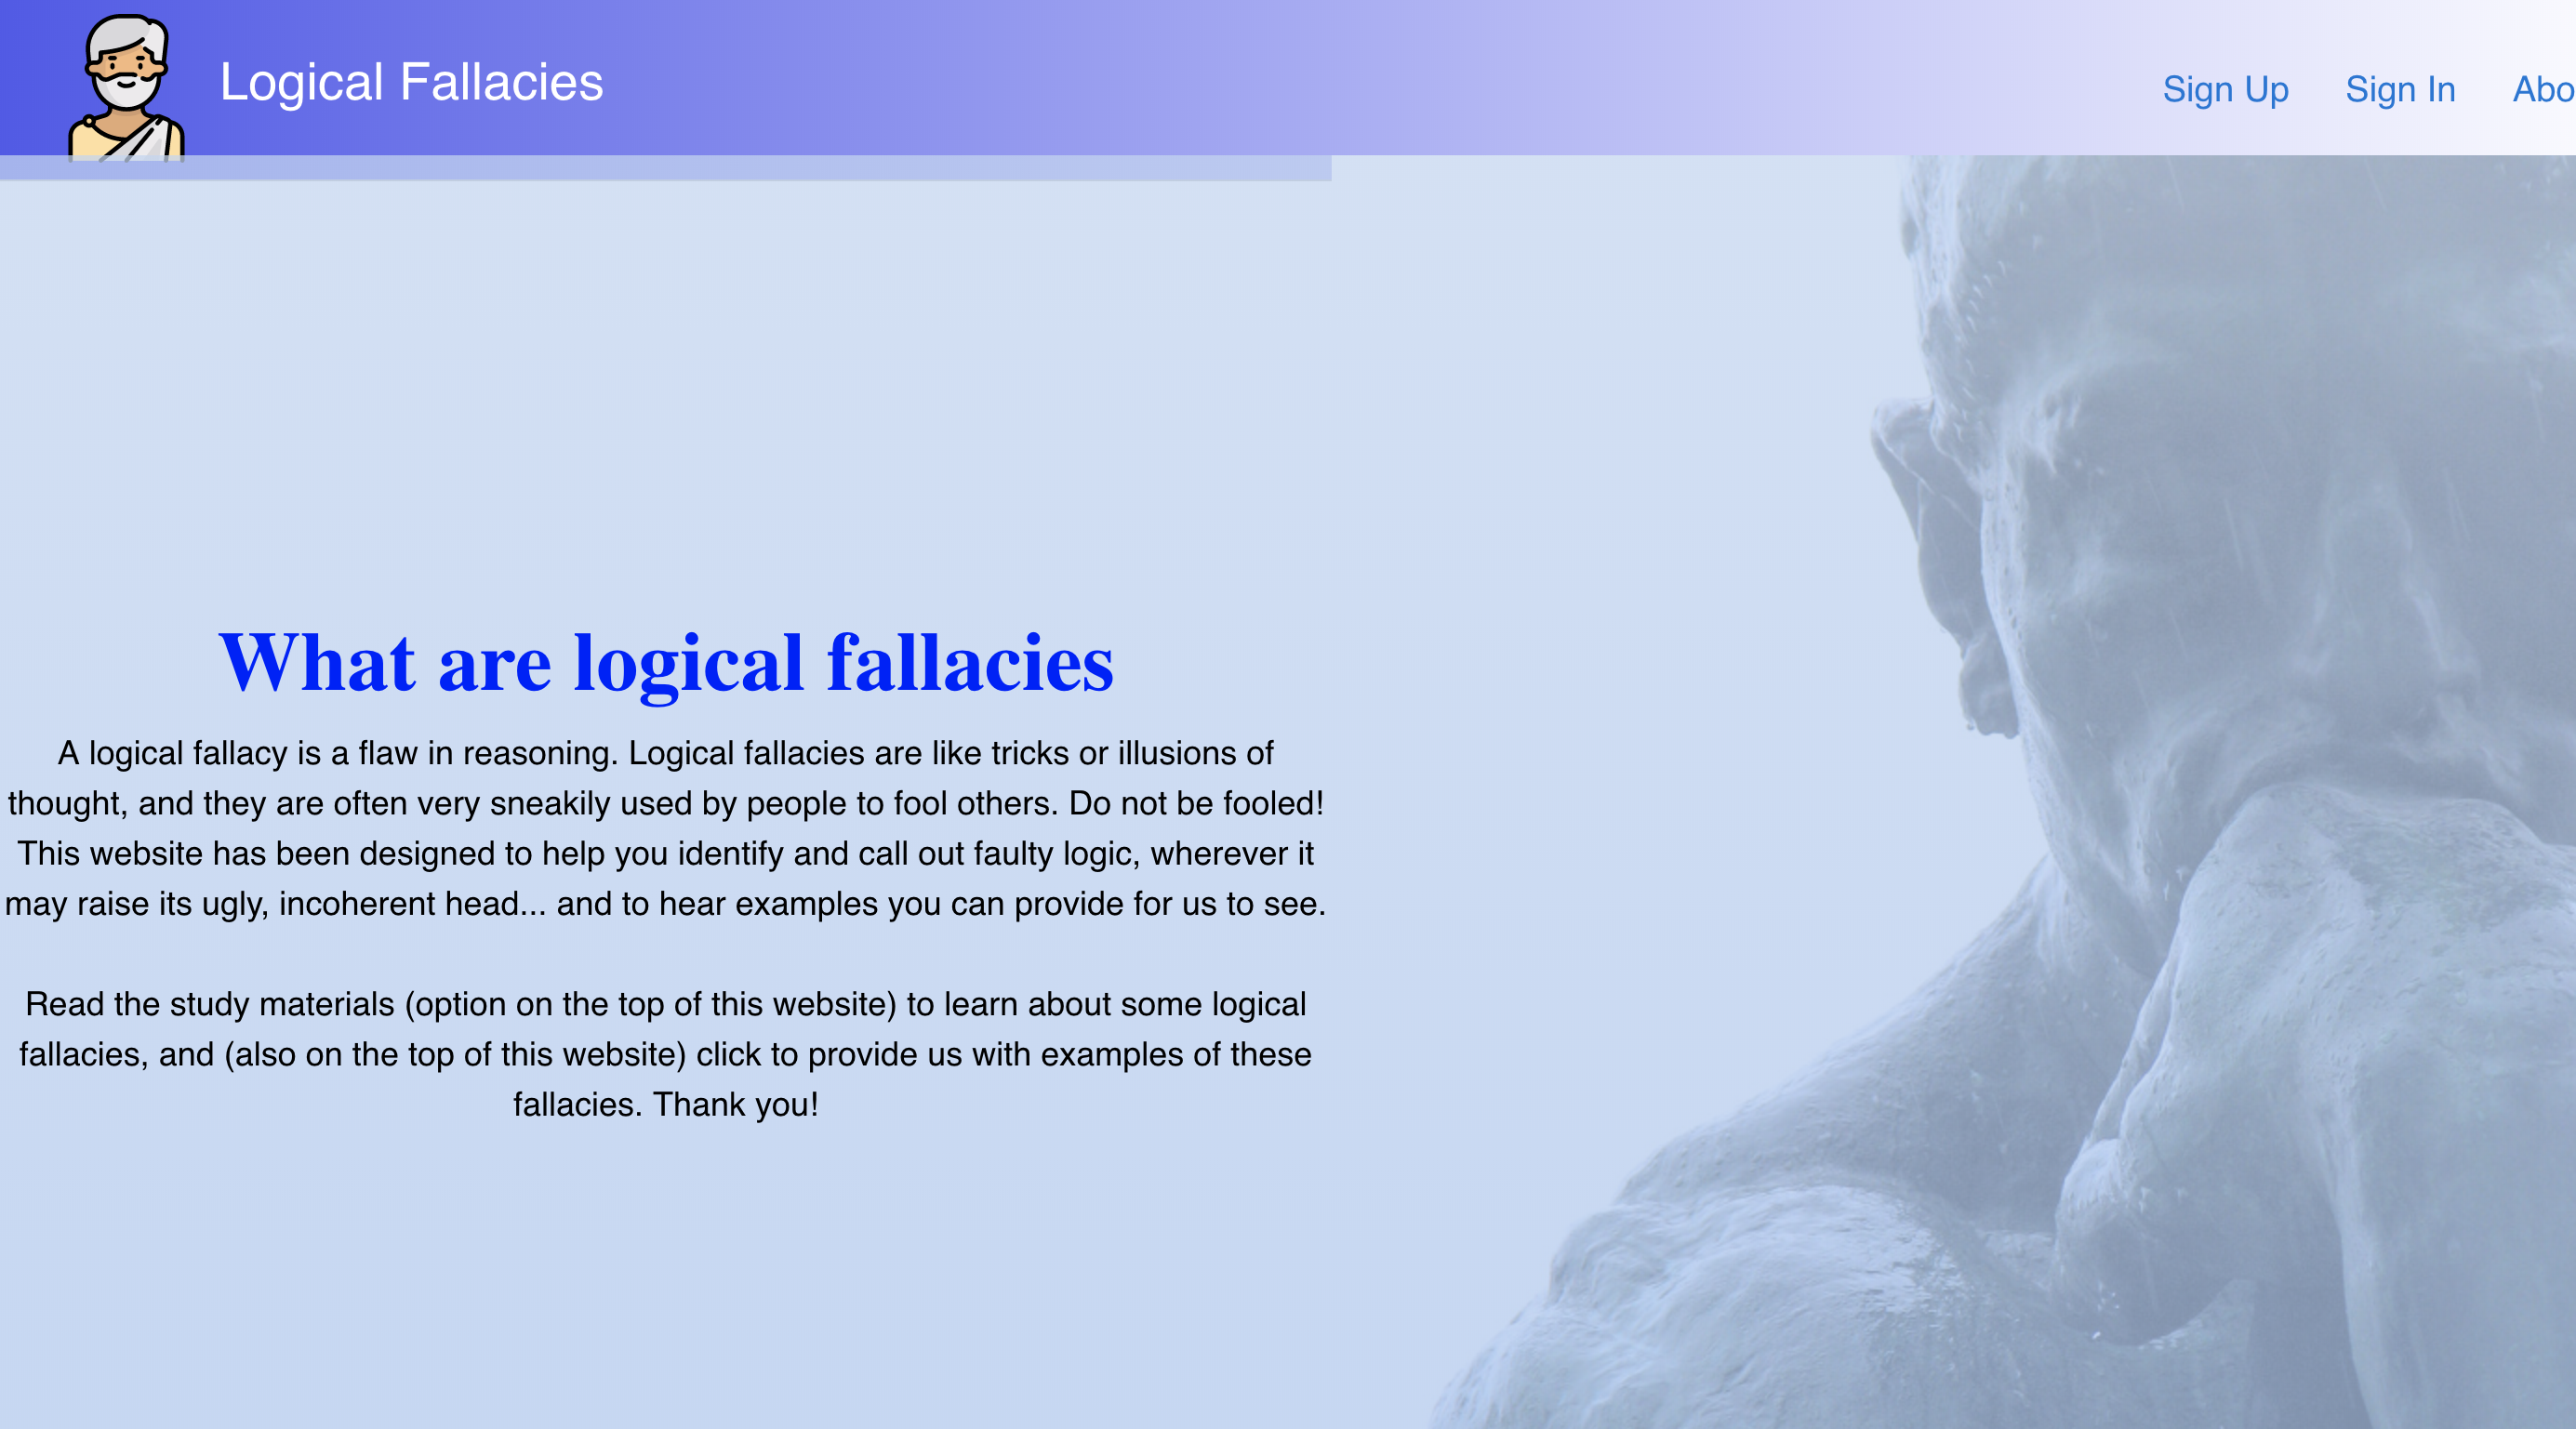 Logical Fallacies
Sign Up
Sign In
Abo
What are logical fallacies
A logical fallacy is a flaw in reasoning. Logical fallacies are like tricks or illusions of
thought, and they are often very sneakily used by people to fool others. Do not be fooled!
This website has been designed to help you identify and call out faulty logic, wherever it
may raise its ugly, incoherent head... and to hear examples you can provide for us to see.
Read the study materials (option on the top of this website) to learn about some logical
fallacies, and (also on the top of this website) click to provide us with examples of these
fallacies. Thank you!